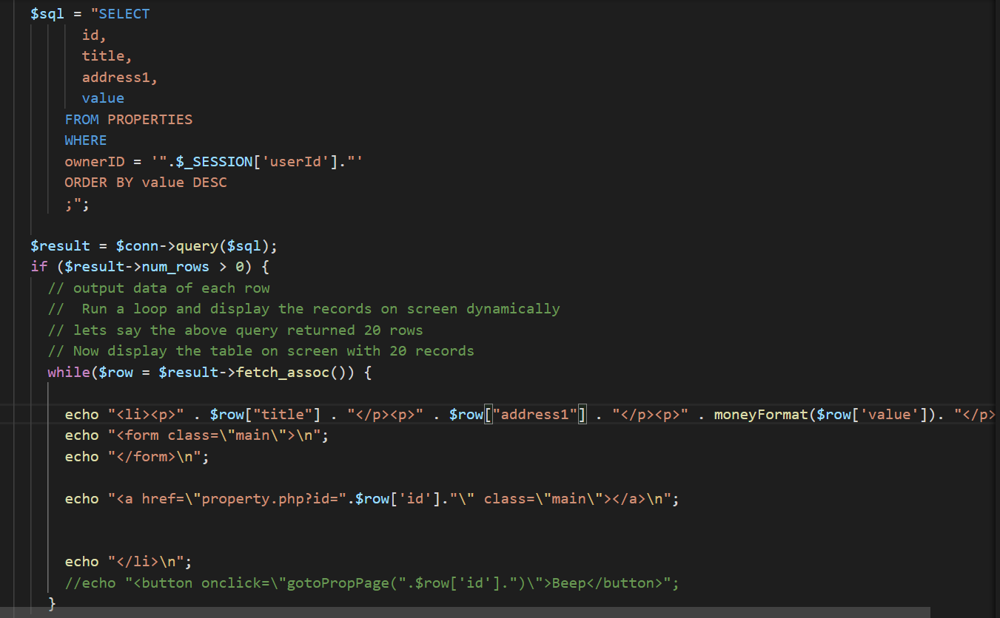 $sql = "SELECT
id,
title,
address1,
value
FROM PROPERTIES
WHERE
ownerID = '".$_SESSION['userId']."'
ORDER BY value DESC
;";
$result = $conn->query($sql);
if ($result->num_rows > 0) {
// output data of each row
//  Run a loop and display the records on screen dynamically
// lets say the above query returned 20 rows
// Now display the table on screen with 20 records
while($row = $result->fetch_assoc()) {
echo "<li><p>" . $row["title"] . "</p><p>" . $row["address1"] . "</p><p>" . moneyFormat($row['value']). "</p>
echo "<form class=\"main\">\n";
echo "</form>\n";
echo "<a href=\"property.php?id=".$row['id']."\" class=\"main\"></a>\n";
echo "</li>\n";
//echo "<button onclick=\"gotoPropPage(".$row['id'].")\">Beep</button>";
}